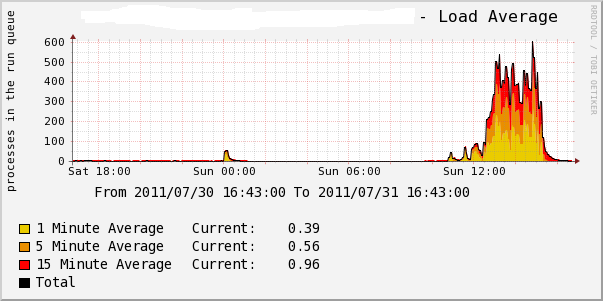 - Load Average
RRDTOOL / TOBI OETIKER
processes in the run queue
600
500
400
300
200
100
0
Sat 18:00 Sun 00:00 Sun 06:00 Sun 12:00
From 2011/07/30 16:43:00 To 2011/07/31 16:43:00
1 Minute Average Current: 0.39
5 Minute Average Current: 0.56
15 Minute Average Current: 0.96
Total